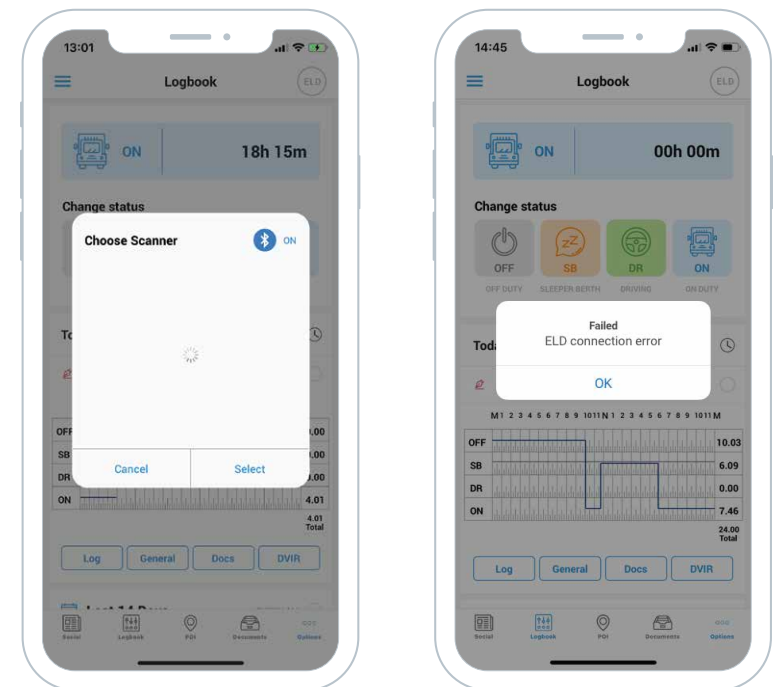 13:01
Logbook
ELD
ON
18h 15m
Change status
Choose Scanner
ON
OFF
.00
SB
.00
DR
.00
ON
4.01
Cancel
Select
4.01
Total
Log
General
Docs
DVIR
Social
Logbook
POI
Documents
Options
14:45
Logbook
ELD
ON
00h 00m
Change status
OFF
SB
DR
ON
OFF DUTY
SLEEPER BERTH
DRIVING
ON DUTY
Failed
ELD connection error
OK
M 1 2 3 4 5 6 7 8 9 10 11 N 1 2 3 4 5 6 7 8 9 10 11 M
OFF
10.03
SB
6.09
DR
0.00
ON
7.46
24.00
Total
Log
General
Docs
DVIR
Social
Logbook
POI
Documents
Options